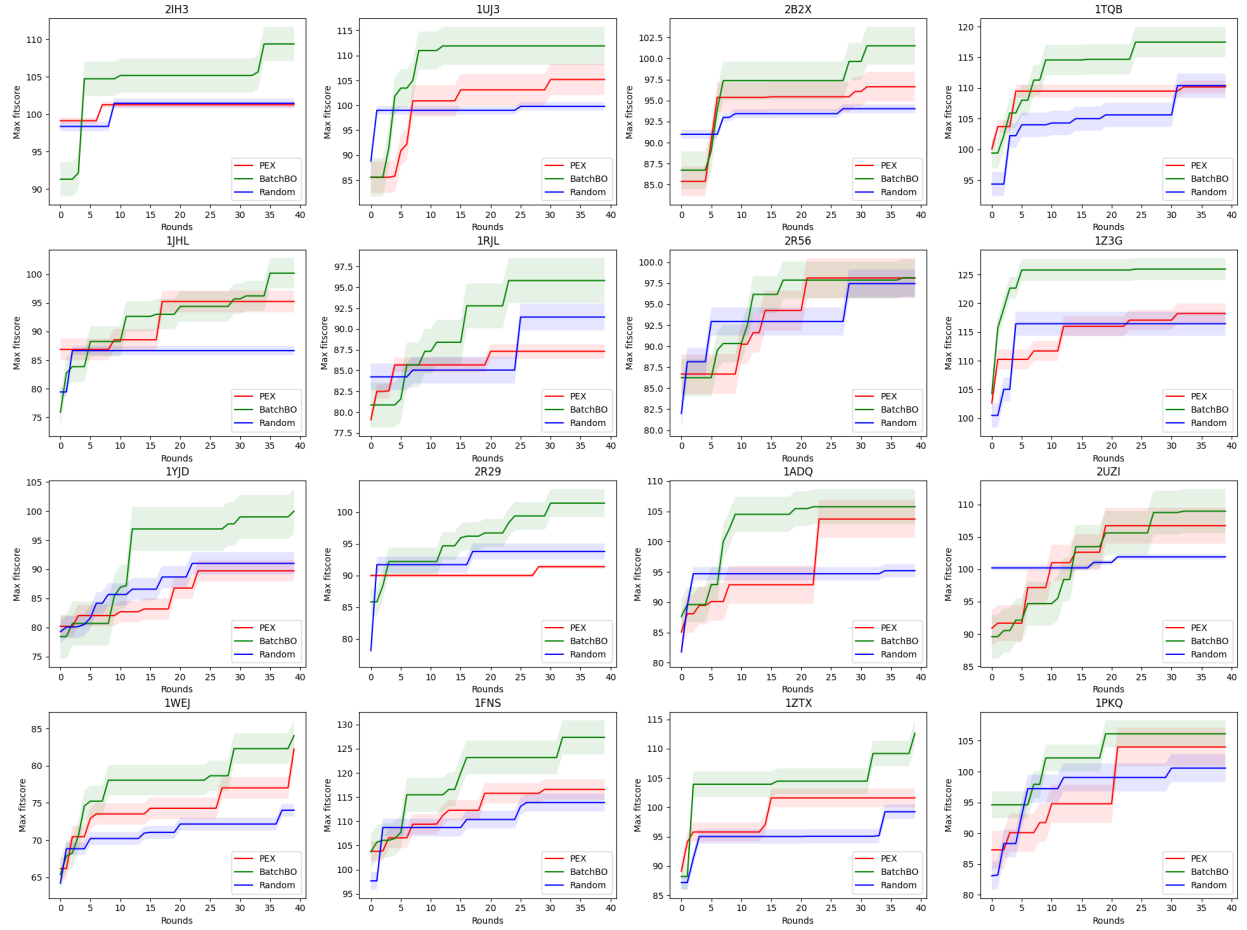 2IH3
Max fitscore
110
105
100
95
90
PEX
BatchBO
Random
0 5 10 15 20 25 30 35 40
Rounds
1UJ3
Max fitscore
115
110
105
100
95
90
85
PEX
BatchBO
Random
0 5 10 15 20 25 30 35 40
Rounds
2B2X
Max fitscore
102.5
100.0
97.5
95.0
92.5
90.0
87.5
85.0
PEX
BatchBO
Random
0 5 10 15 20 25 30 35 40
Rounds
1TQB
Max fitscore
120
115
110
105
100
95
PEX
BatchBO
Random
0 5 10 15 20 25 30 35 40
Rounds
1JHL
Max fitscore
100
95
90
85
80
75
PEX
BatchBO
Random
0 5 10 15 20 25 30 35 40
Rounds
1RJL
Max fitscore
97.5
95.0
92.5
90.0
87.5
85.0
82.5
80.0
77.5
PEX
BatchBO
Random
0 5 10 15 20 25 30 35 40
Rounds
2R56
Max fitscore
100.0
97.5
95.0
92.5
90.0
87.5
85.0
82.5
80.0
PEX
BatchBO
Random
0 5 10 15 20 25 30 35 40
Rounds
1Z3G
Max fitscore
125
120
115
110
105
100
PEX
BatchBO
Random
0 5 10 15 20 25 30 35 40
Rounds
1YJD
Max fitscore
105
100
95
90
85
80
75
PEX
BatchBO
Random
0 5 10 15 20 25 30 35 40
Rounds
2R29
Max fitscore
100
95
90
85
80
PEX
BatchBO
Random
0 5 10 15 20 25 30 35 40
Rounds
1ADQ
Max fitscore
110
105
100
95
90
85
80
PEX
BatchBO
Random
0 5 10 15 20 25 30 35 40
Rounds
2UZI
Max fitscore
110
105
100
95
90
85
PEX
BatchBO
Random
0 5 10 15 20 25 30 35 40
Rounds
1WEJ
Max fitscore
85
80
75
70
65
PEX
BatchBO
Random
0 5 10 15 20 25 30 35 40
Rounds
1FNS
Max fitscore
130
125
120
115
110
105
100
95
PEX
BatchBO
Random
0 5 10 15 20 25 30 35 40
Rounds
1ZTX
Max fitscore
115
110
105
100
95
90
85
PEX
BatchBO
Random
0 5 10 15 20 25 30 35 40
Rounds
1PKQ
Max fitscore
105
100
95
90
85
80
PEX
BatchBO
Random
0 5 10 15 20 25 30 35 40
Rounds